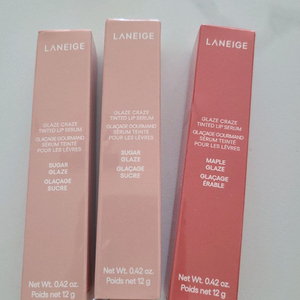 LANEIGE
GLAZE CRAZE
TINTED LIP SERUM
GLAÇAGE GOURMAND
SÉRUM TEINTÉ
POUR LES LÈVRES
SUGAR
GLAZE
GLAÇAGE
SUCRE
Net Wt. 0.42 oz.
Poids net 12 g
LANEIGE
GLAZE CRAZE
TINTED LIP SERUM
GLAÇAGE GOURMAND
SÉRUM TEINTÉ
POUR LES LÈVRES
SUGAR
GLAZE
GLAÇAGE
SUCRE
Net Wt. 0.42 oz.
Poids net 12 g
LANEIGE
GLAZE CRAZE
TINTED LIP SERUM
GLAÇAGE GOURMAND
SÉRUM TEINTÉ
POUR LES LÈVRES
MAPLE
GLAZE
GLAÇAGE
ÉRABLE
Net Wt. 0.42 oz.
Poids net 12 g